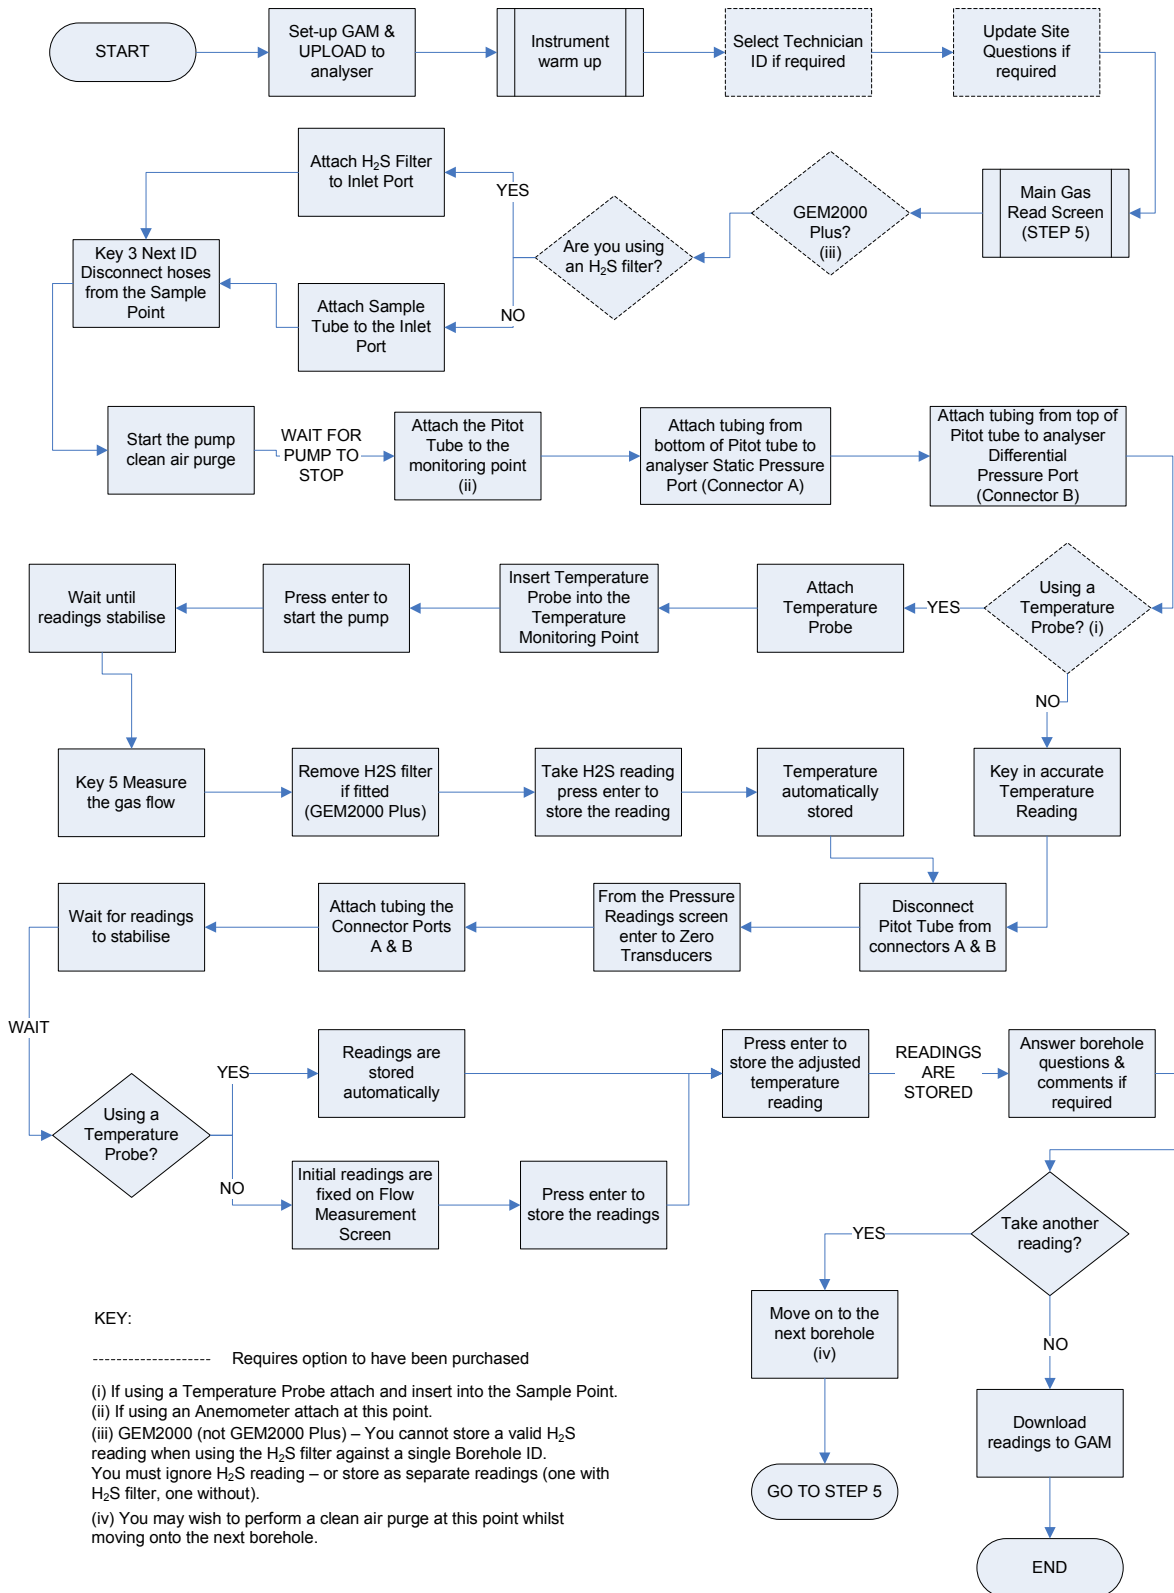 START
Set-up GAM &
UPLOAD to
analyser
Instrument
warm up
Select Technician
ID if required
Update Site
Questions if
required
Attach H₂S Filter
to Inlet Port
YES
Main Gas
Read Screen
(STEP 5)
GEM2000
Plus?
(iii)
Are you using
an H₂S filter?
Key 3 Next ID
Disconnect hoses
from the Sample
Point
Attach Sample
Tube to the Inlet
Port
NO
Start the pump
clean air purge
WAIT FOR
PUMP TO
STOP
Attach the Pitot
Tube to the
monitoring point
(ii)
Attach tubing from
bottom of Pitot tube to
analyser Static Pressure
Port (Connector A)
Attach tubing from top of
Pitot tube to analyser
Differential
Pressure Port
(Connector B)
Wait until
readings stabilise
Press enter to
start the pump
Insert Temperature
Probe into the
Temperature
Monitoring Point
Attach
Temperature
Probe
YES
Using a
Temperature
Probe? (i)
NO
Key 5 Measure
the gas flow
Remove H2S filter
if fitted
(GEM2000 Plus)
Take H2S reading
press enter to
store the reading
Temperature
automatically
stored
Key in accurate
Temperature
Reading
Wait for readings
to stabilise
Attach tubing the
Connector Ports
A & B
From the Pressure
Readings screen
enter to Zero
Transducers
Disconnect
Pitot Tube from
connectors A & B
WAIT
Using a
Temperature
Probe?
YES
Readings are
stored
automatically
Press enter to
store the adjusted
temperature
reading
READINGS
ARE
STORED
Answer borehole
questions &
comments if
required
NO
Initial readings are
fixed on Flow
Measurement
Screen
Press enter to
store the readings
Take another
reading?
YES
Move on to the
next borehole
(iv)
NO
GO TO STEP 5
Download
readings to GAM
END
KEY:
-------------------- Requires option to have been purchased
(i) If using a Temperature Probe attach and insert into the Sample Point.
(ii) If using an Anemometer attach at this point.
(iii) GEM2000 (not GEM2000 Plus) – You cannot store a valid H₂S
reading when using the H₂S filter against a single Borehole ID.
You must ignore H₂S reading – or store as separate readings (one with
H₂S filter, one without).
(iv) You may wish to perform a clean air purge at this point whilst
moving onto the next borehole.